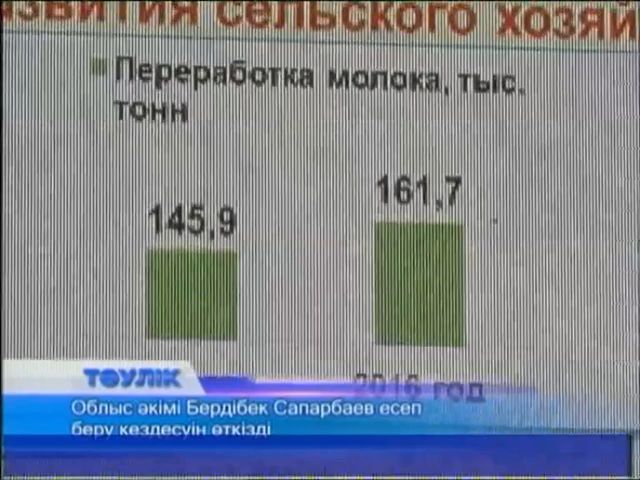 азвития сельского хозяй
Переработка молока, тыс.
тонн
145,9
161,7
2016 год
ТӘУЛІК
Облыс әкімі Бердібек Сапарбаев есеп
беру кездесуін өткізді